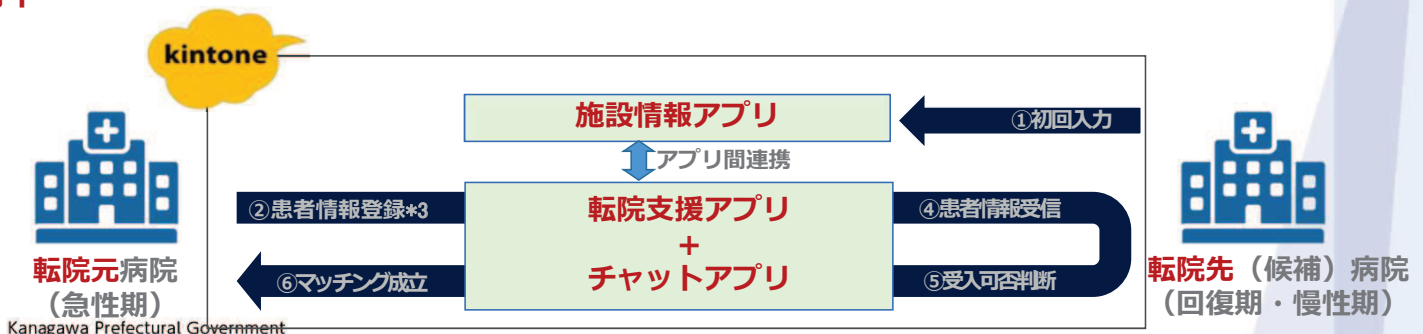 kintone
施設情報アプリ
①初回入力
アプリ間連携
②患者情報登録*3
転院支援アプリ
+
チャットアプリ
④患者情報受信
⑥マッチング成立
⑤受入可否判断
転院元病院
（急性期）
転院先（候補）病院
（回復期・慢性期）
Kanagawa Prefectural Government